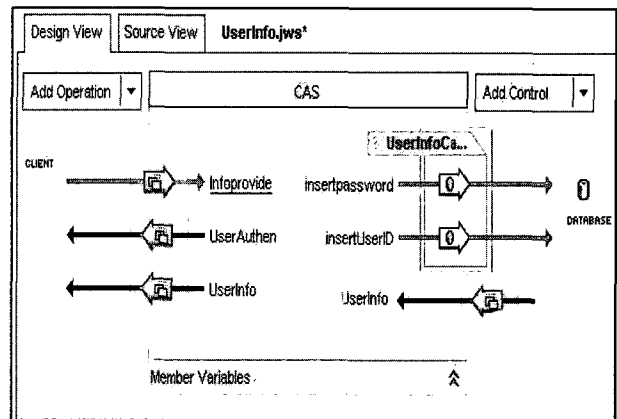 Design View Source View UserInfo.jws*
Add Operation CAS Add Control
UserInfoCa...
CLIENT
Infoprovide insertpassword
DATABASE
UserAuthen insertUserID
UserInfo UserInfo
Member Variables